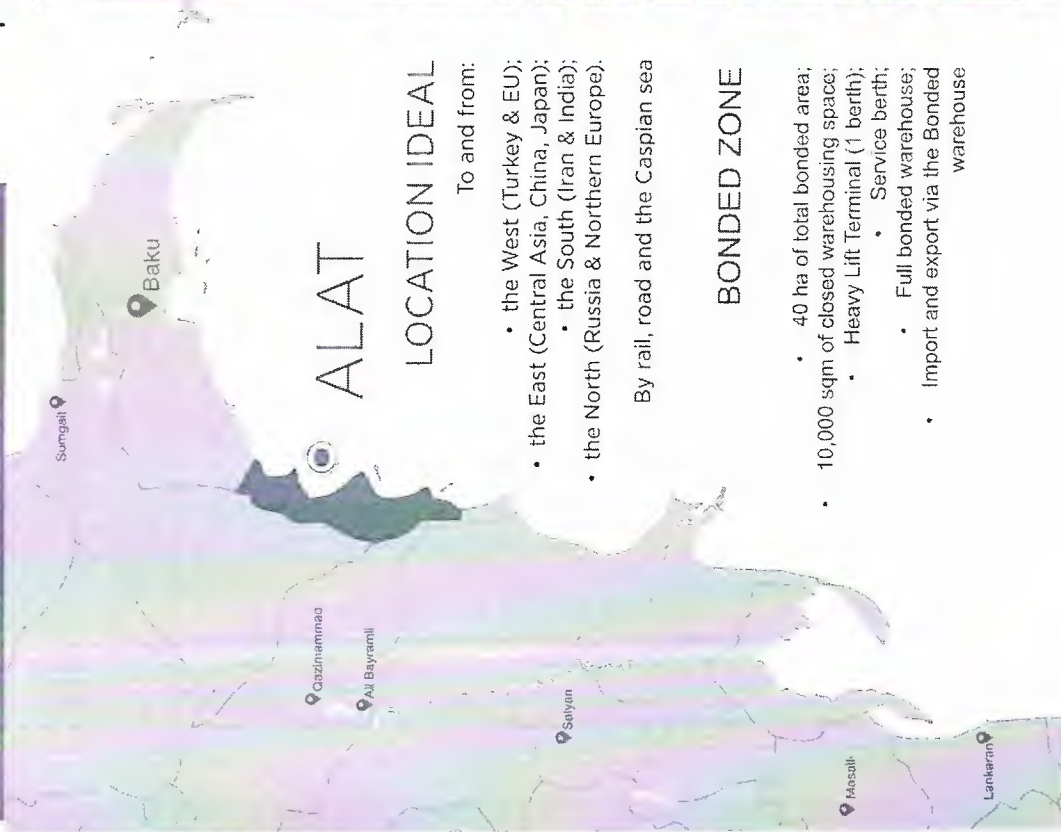 Sumgait
Baku
ALAT
LOCATION IDEAL
To and from:
• the West (Turkey & EU);
• the East (Central Asia, China, Japan);
• the South (Iran & India);
• the North (Russia & Northern Europe).
By rail, road and the Caspian sea
BONDED ZONE
• 40 ha of total bonded area;
• 10,000 sqm of closed warehousing space;
• Heavy Lift Terminal (1 berth);
• Service berth;
• Full bonded warehouse;
• Import and export via the Bonded
warehouse
Qazimammad
Ali Bayramli
Salyan
Masalli
Lankaran